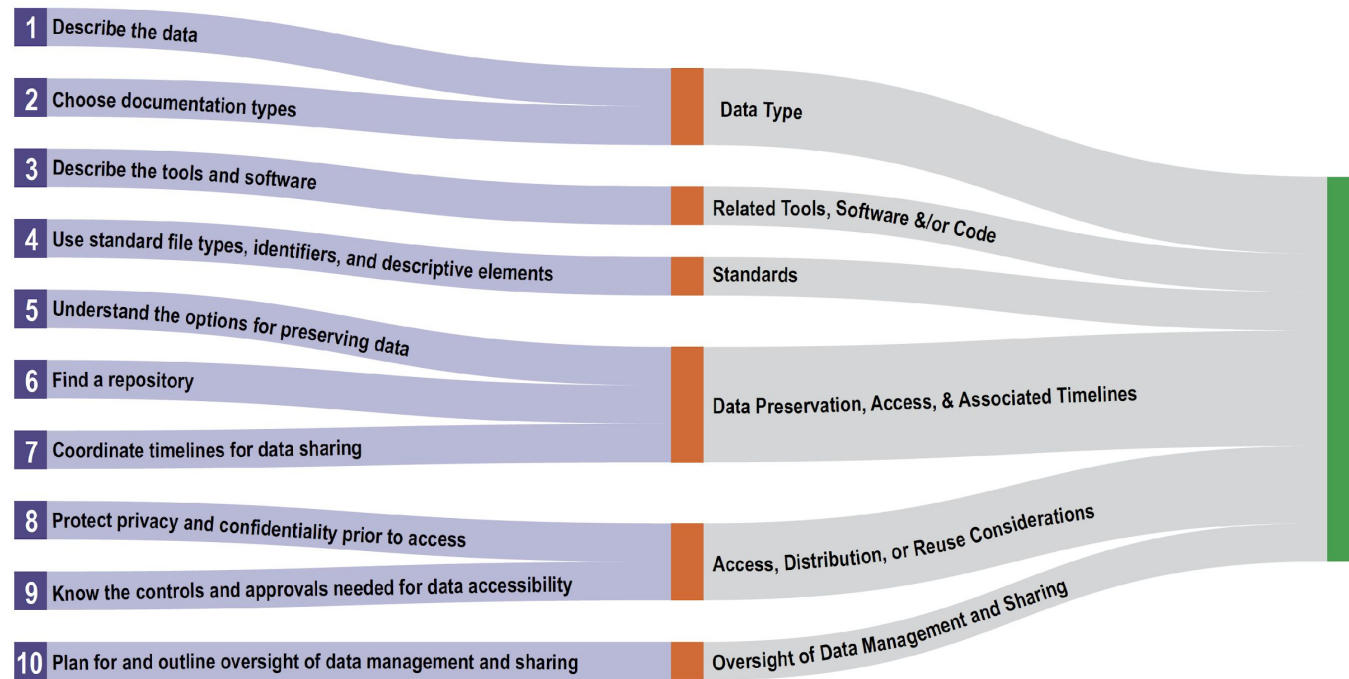 1 Describe the data
2 Choose documentation types
3 Describe the tools and software
4 Use standard file types, identifiers, and descriptive elements
5 Understand the options for preserving data
6 Find a repository
7 Coordinate timelines for data sharing
8 Protect privacy and confidentiality prior to access
9 Know the controls and approvals needed for data accessibility
10 Plan for and outline oversight of data management and sharing
Data Type
Related Tools, Software &/or Code
Standards
Data Preservation, Access, & Associated Timelines
Access, Distribution, or Reuse Considerations
Oversight of Data Management and Sharing